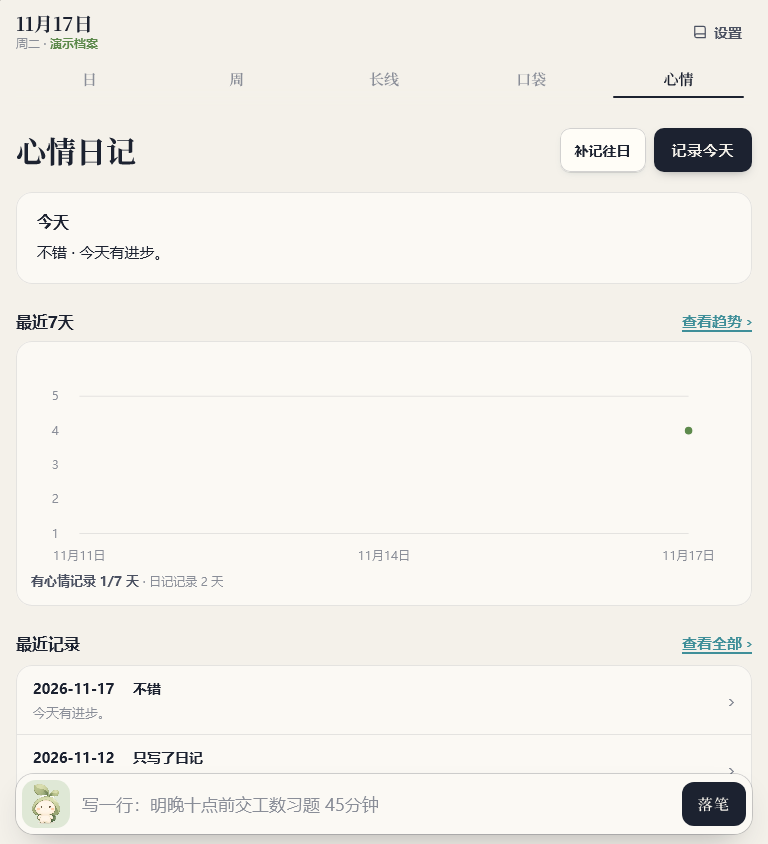 11月17日
周二 · 演示档案
设置
日 周 长线 口袋 心情
心情日记
补记往日
记录今天
今天
不错 · 今天有进步。
最近7天
查看趋势 ›
5
4
3
2
1
11月11日 11月14日 11月17日
有心情记录 1/7 天 · 日记记录 2 天
最近记录
查看全部 ›
2026-11-17 不错
今天有进步。
2026-11-12 只写了日记
写一行：明晚十点前交工数习题 45分钟
落笔